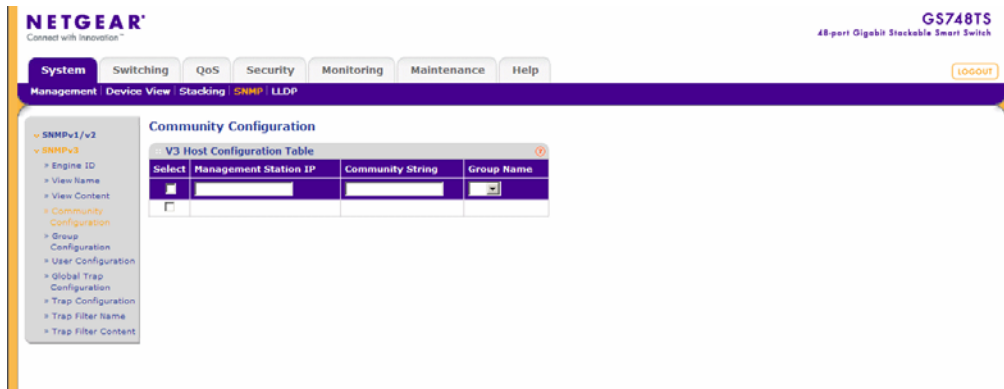 NETGEAR
Connect with Innovation™
GS748TS
48-port Gigabit Stackable Smart Switch
System Switching QoS Security Monitoring Maintenance Help
LOGOUT
Management Device View Stacking SNMP LLDP
SNMPv1/v2
SNMPv3
Engine ID
View Name
View Content
Community
Configuration
Group
Configuration
User Configuration
Global Trap
Configuration
Trap Configuration
Trap Filter Name
Trap Filter Content
Community Configuration
V3 Host Configuration Table
Select Management Station IP Community String Group Name